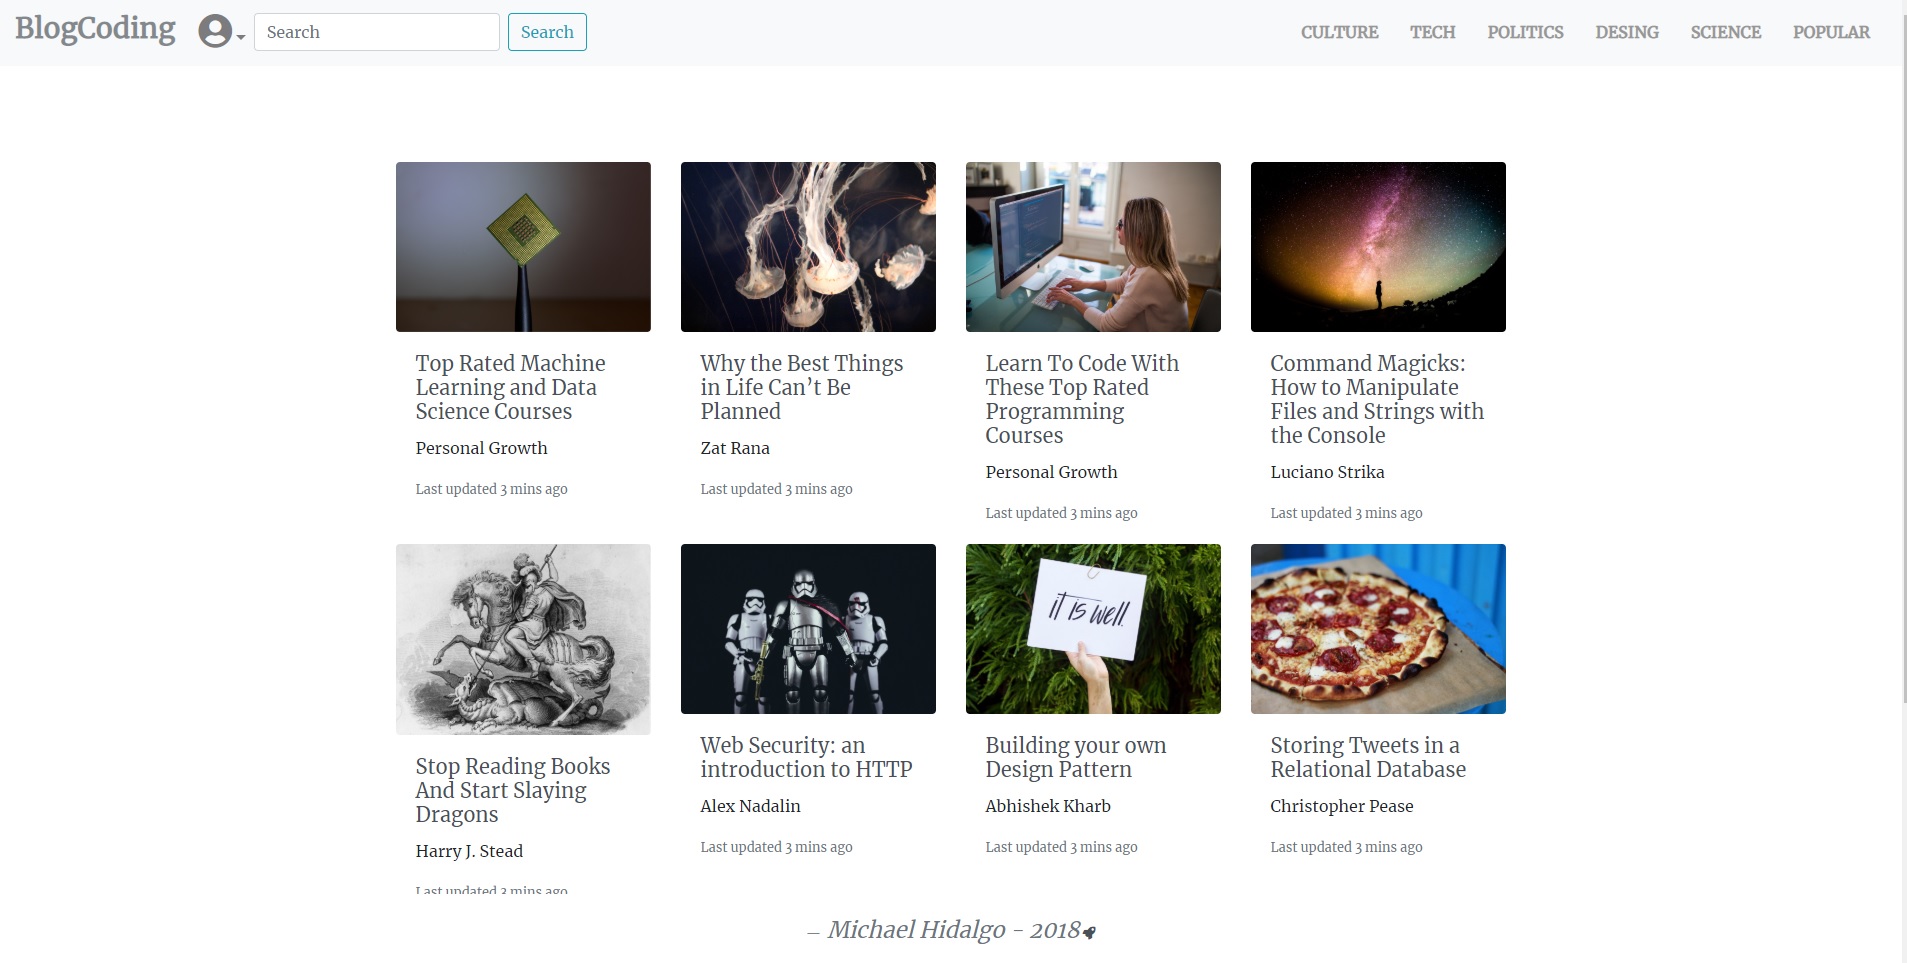 BlogCoding
Search
Search
CULTURE
TECH
POLITICS
DESING
SCIENCE
POPULAR
Top Rated Machine
Learning and Data
Science Courses
Personal Growth
Last updated 3 mins ago
Why the Best Things
in Life Can’t Be
Planned
Zat Rana
Last updated 3 mins ago
Learn To Code With
These Top Rated
Programming
Courses
Personal Growth
Last updated 3 mins ago
Command Magicks:
How to Manipulate
Files and Strings with
the Console
Luciano Strika
Last updated 3 mins ago
Stop Reading Books
And Start Slaying
Dragons
Harry J. Stead
Last updated 3 mins ago
Web Security: an
introduction to HTTP
Alex Nadalin
Last updated 3 mins ago
it is well.
Building your own
Design Pattern
Abhishek Kharb
Last updated 3 mins ago
Storing Tweets in a
Relational Database
Christopher Pease
Last updated 3 mins ago
— Michael Hidalgo - 2018